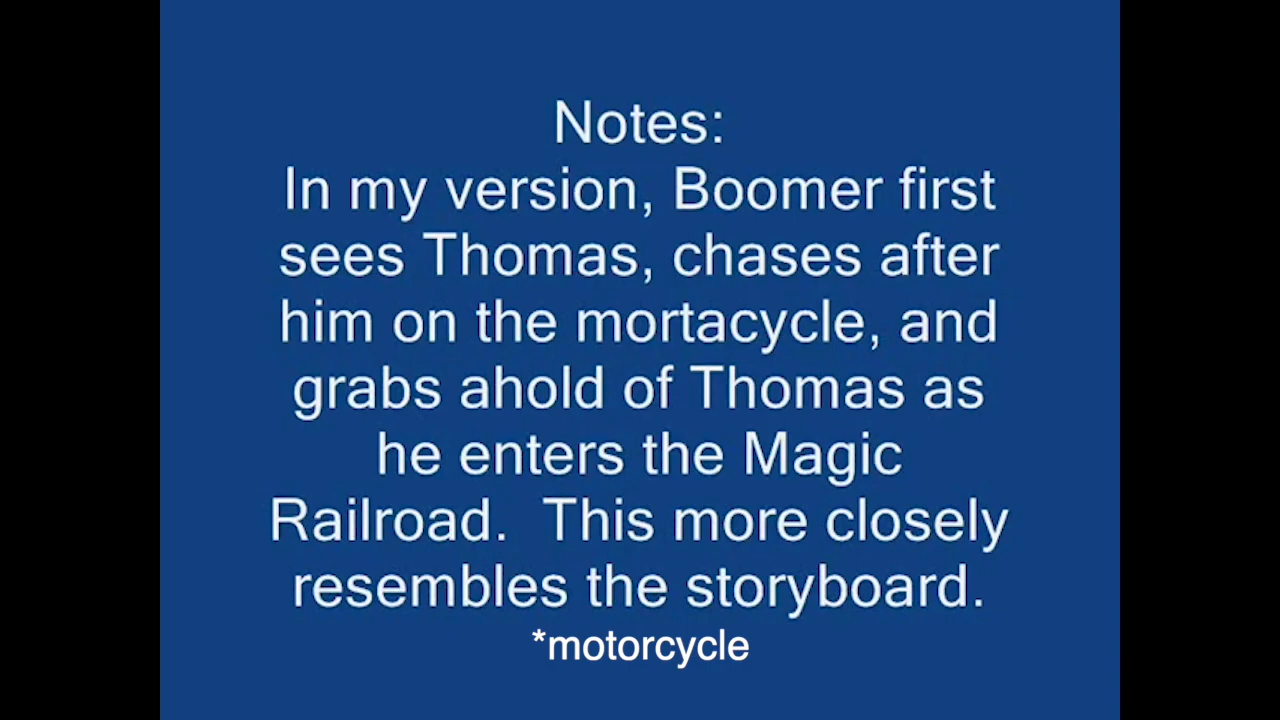 Notes:
In my version, Boomer first
sees Thomas, chases after
him on the mortacycle, and
grabs ahold of Thomas as
he enters the Magic
Railroad.  This more closely
resembles the storyboard.
*motorcycle